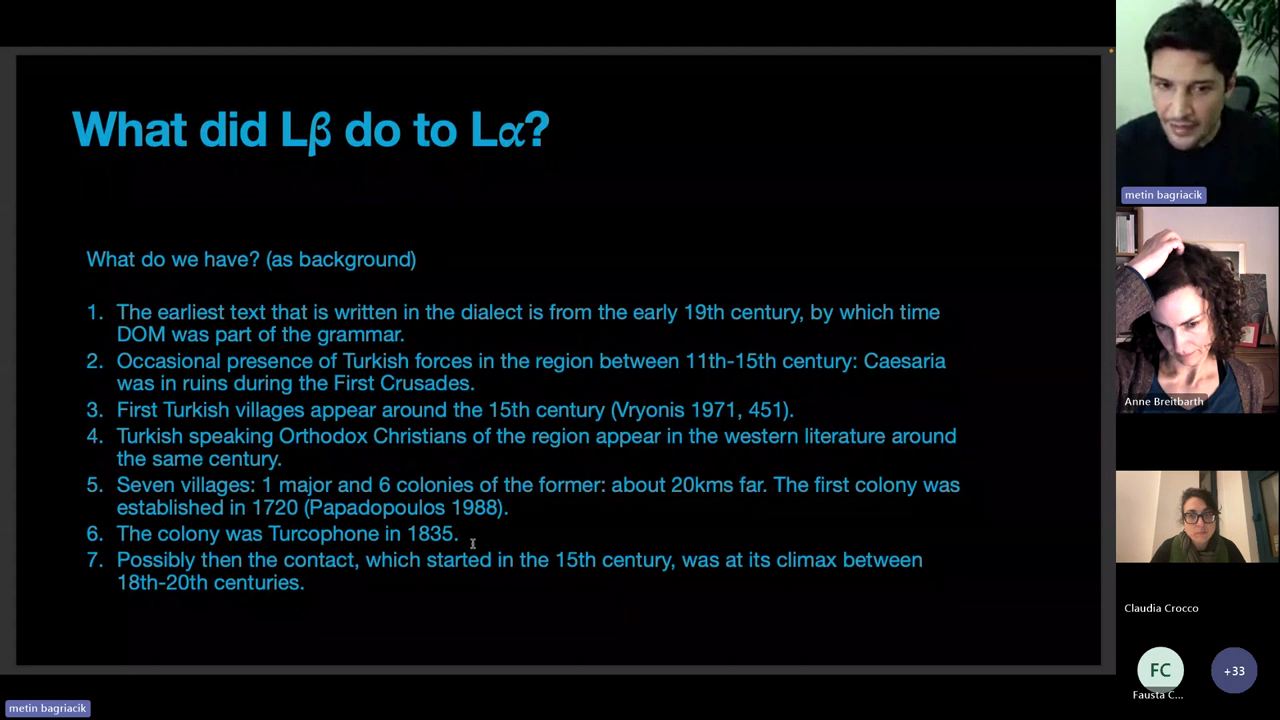 What did Lβ do to Lα?
What do we have? (as background)
1. The earliest text that is written in the dialect is from the early 19th century, by which time
DOM was part of the grammar.
2. Occasional presence of Turkish forces in the region between 11th-15th century: Caesaria
was in ruins during the First Crusades.
3. First Turkish villages appear around the 15th century (Vryonis 1971, 451).
4. Turkish speaking Orthodox Christians of the region appear in the western literature around
the same century.
5. Seven villages: 1 major and 6 colonies of the former: about 20kms far. The first colony was
established in 1720 (Papadopoulos 1988).
6. The colony was Turcophone in 1835.
7. Possibly then the contact, which started in the 15th century, was at its climax between
18th-20th centuries.
metin bagriacik
Anne Breitbarth
Claudia Crocco
FC
Fausta C...
+33
metin bagriacik